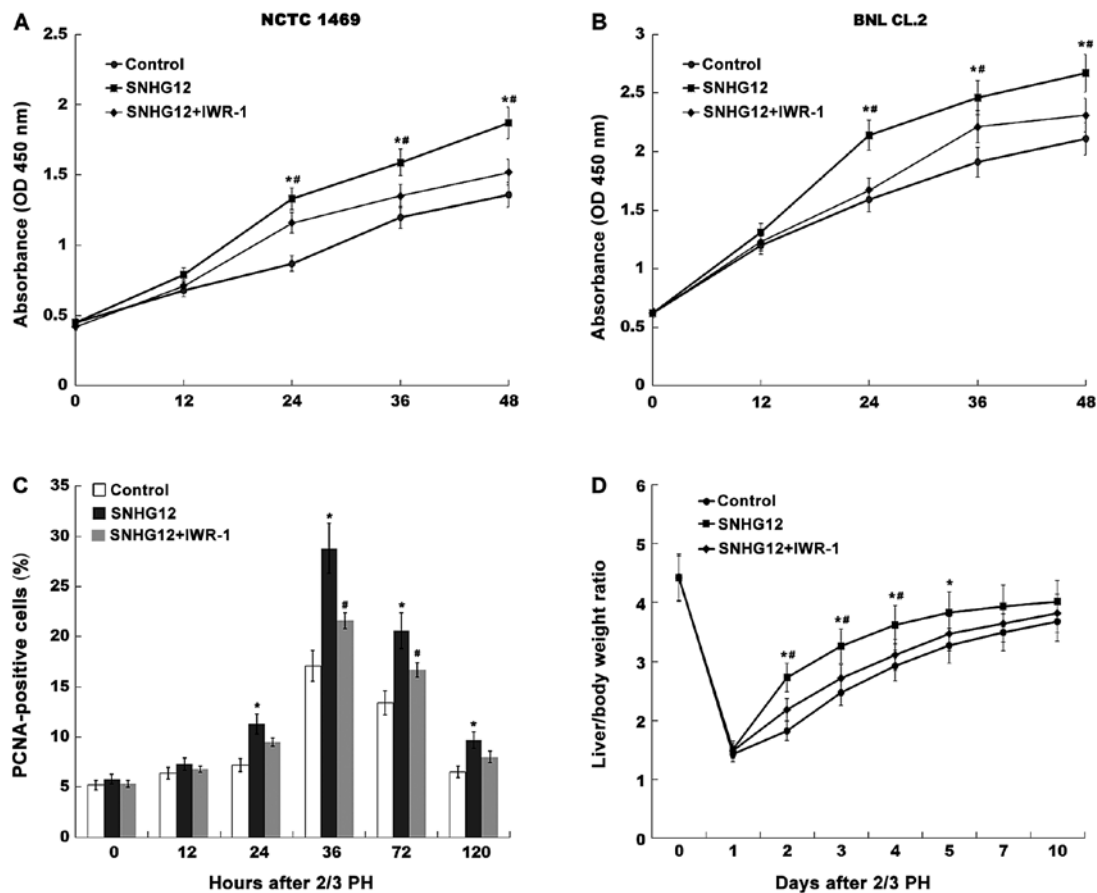 A
NCTC 1469
Absorbance (OD 450 nm)
2.5
2
1.5
1
0.5
0
Control
SNHG12
SNHG12+IWR-1
*#
*#
*#
0 12 24 36 48
B
BNL CL.2
Absorbance (OD 450 nm)
3
2.5
2
1.5
1
0.5
0
Control
SNHG12
SNHG12+IWR-1
*#
*#
*#
0 12 24 36 48
C
PCNA-positive cells (%)
35
30
25
20
15
10
5
0
Control
SNHG12
SNHG12+IWR-1
*
*
#
*
#
*
0 12 24 36 72 120
Hours after 2/3 PH
D
Liver/body weight ratio
6
5
4
3
2
1
0
Control
SNHG12
SNHG12+IWR-1
*#
*#
*#
*
0 1 2 3 4 5 7 10
Days after 2/3 PH